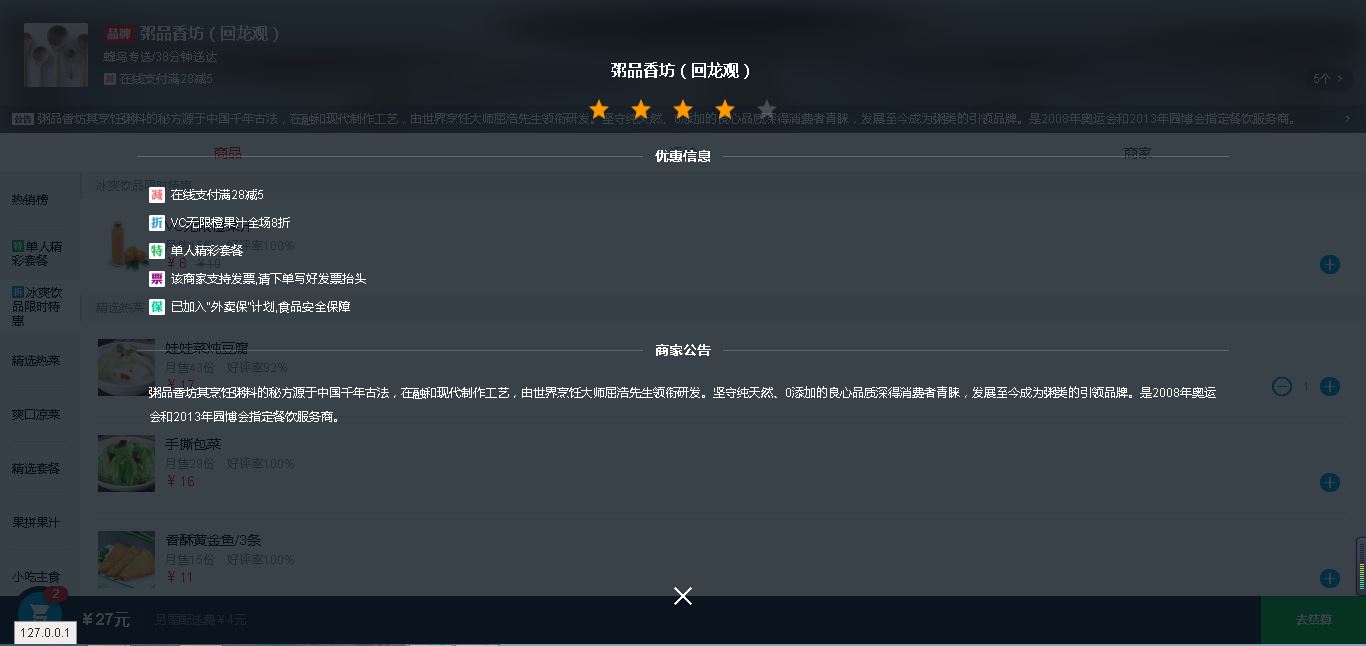 品牌 粥品香坊（回龙观）
蜂鸟专送/38分钟送达
减 在线支付满28减5
5个 >
粥品香坊（回龙观）
公告 粥品香坊其烹饪粥料的秘方源于中国千年古法，在融和现代制作工艺，由世界烹饪大师屈浩先生领衔研发。坚守纯天然、0添加的良心品质深得消费者青睐，发展至今成为粥类的引领品牌。是2008年奥运会和2013年园博会指定餐饮服务商。 >
商品
商家
优惠信息
减 在线支付满28减5
折 VC无限橙果汁全场8折
特 单人精彩套餐
票 该商家支持发票,请下单写好发票抬头
保 已加入"外卖保"计划,食品安全保障
商家公告
粥品香坊其烹饪粥料的秘方源于中国千年古法，在融和现代制作工艺，由世界烹饪大师屈浩先生领衔研发。坚守纯天然、0添加的良心品质深得消费者青睐，发展至今成为粥类的引领品牌。是2008年奥运
会和2013年园博会指定餐饮服务商。
热销榜
特 单人精
彩套餐
折 冰爽饮
品限时特
惠
精选热菜
爽口凉菜
精选套餐
果拼果汁
小吃主食
冰爽饮品限时特惠
好评率100%
￥8 ￥10
精选热菜
娃娃菜炖豆腐
月售43份 好评率92%
￥17
1
手撕包菜
月售29份 好评率100%
￥16
香酥黄金鱼/3条
月售15份 好评率100%
￥11
2
￥27元
另需配送费￥4元
去结算
127.0.0.1